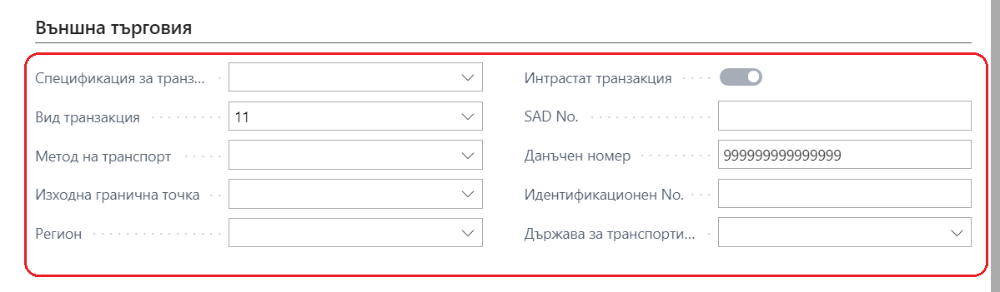 Външна търговия
Спецификация за транз...
Интрастат транзакция
Вид транзакция
11
SAD No.
Метод на транспорт
Данъчен номер
999999999999999
Изходна гранична точка
Идентификационен No.
Регион
Държава за транспорти...